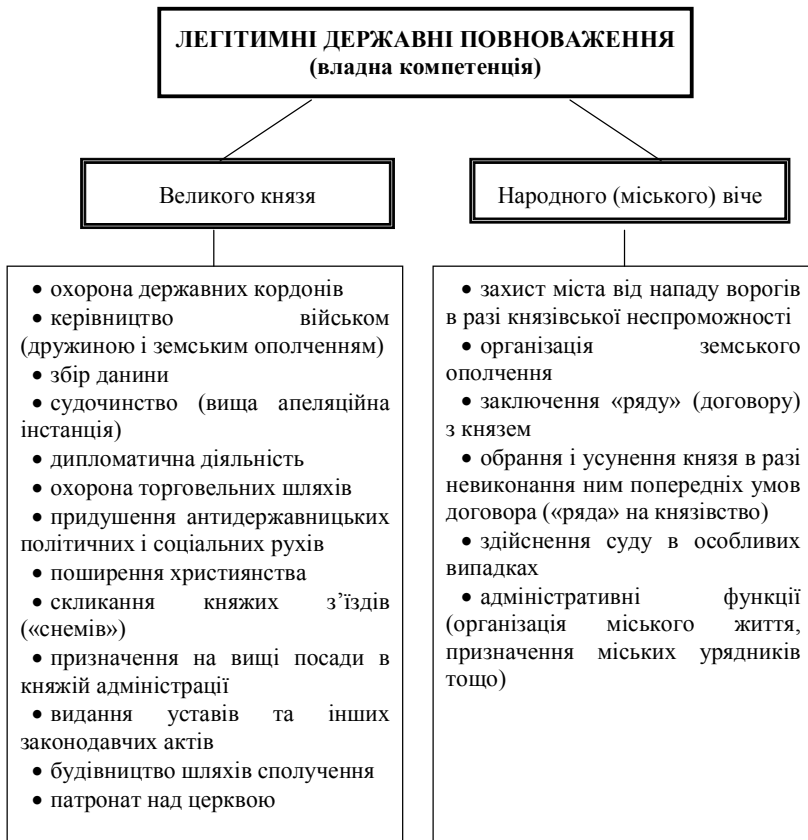 ЛЕГІТИМНІ ДЕРЖАВНІ ПОВНОВАЖЕННЯ
(владна компетенція)
Великого князя
• охорона державних кордонів
• керівництво військом
(дружиною і земським ополченням)
• збір данини
• судочинство (вища апеляційна
інстанція)
• дипломатична діяльність
• охорона торговельних шляхів
• придушення антидержавницьких
політичних і соціальних рухів
• поширення християнства
• скликання княжих з’їздів
(«снемів»)
• призначення на вищі посади в
княжій адміністрації
• видання уставів та інших
законодавчих актів
• будівництво шляхів сполучення
• патронат над церквою
Народного (міського) віче
• захист міста від нападу ворогів
в разі князівської неспроможності
• організація земського
ополчення
• заключення «ряду» (договору)
з князем
• обрання і усунення князя в разі
невиконання ним попередніх умов
договора («ряда» на князівство)
• здійснення суду в особливих
випадках
• адміністративні функції
(організація міського життя,
призначення міських урядників
тощо)